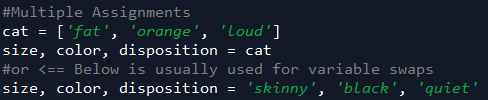 #Multiple Assignments
cat = ['fat', 'orange', 'loud']
size, color, disposition = cat
#or <== Below is usually used for variable swaps
size, color, disposition = 'skinny', 'black', 'quiet'